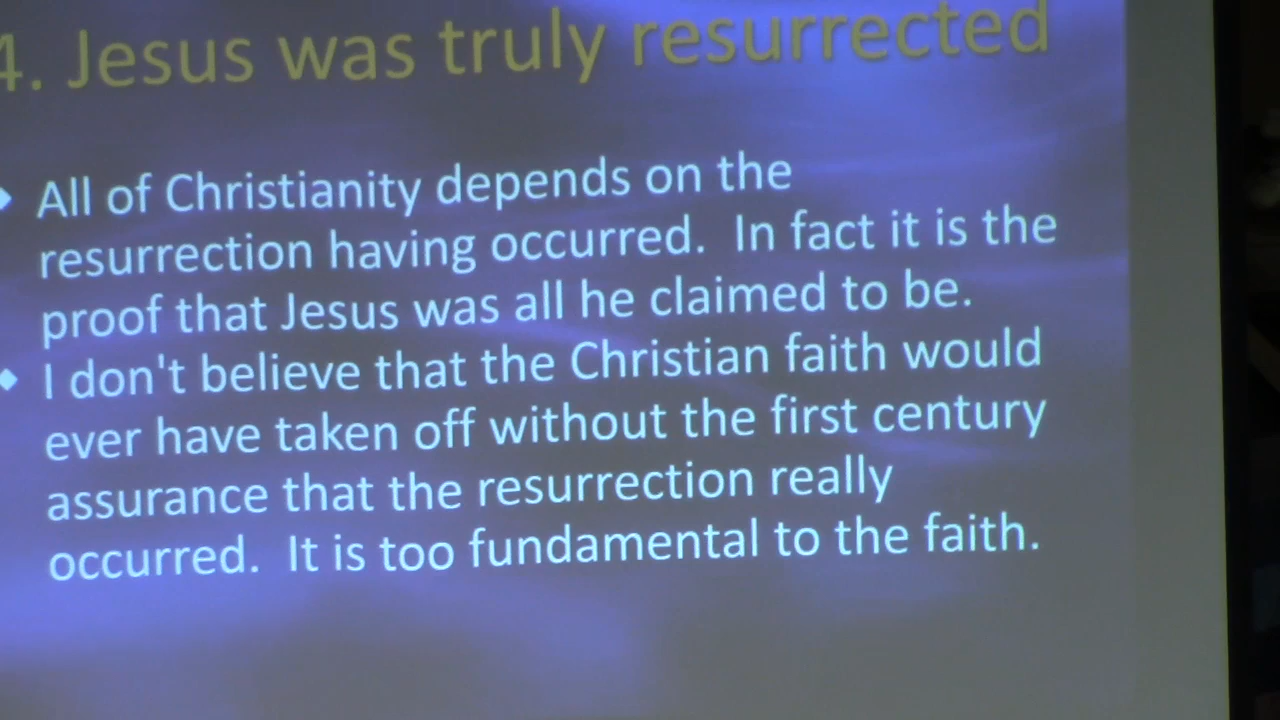 4. Jesus was truly resurrected
All of Christianity depends on the
resurrection having occurred. In fact it is the
proof that Jesus was all he claimed to be.
I don't believe that the Christian faith would
ever have taken off without the first century
assurance that the resurrection really
occurred. It is too fundamental to the faith.